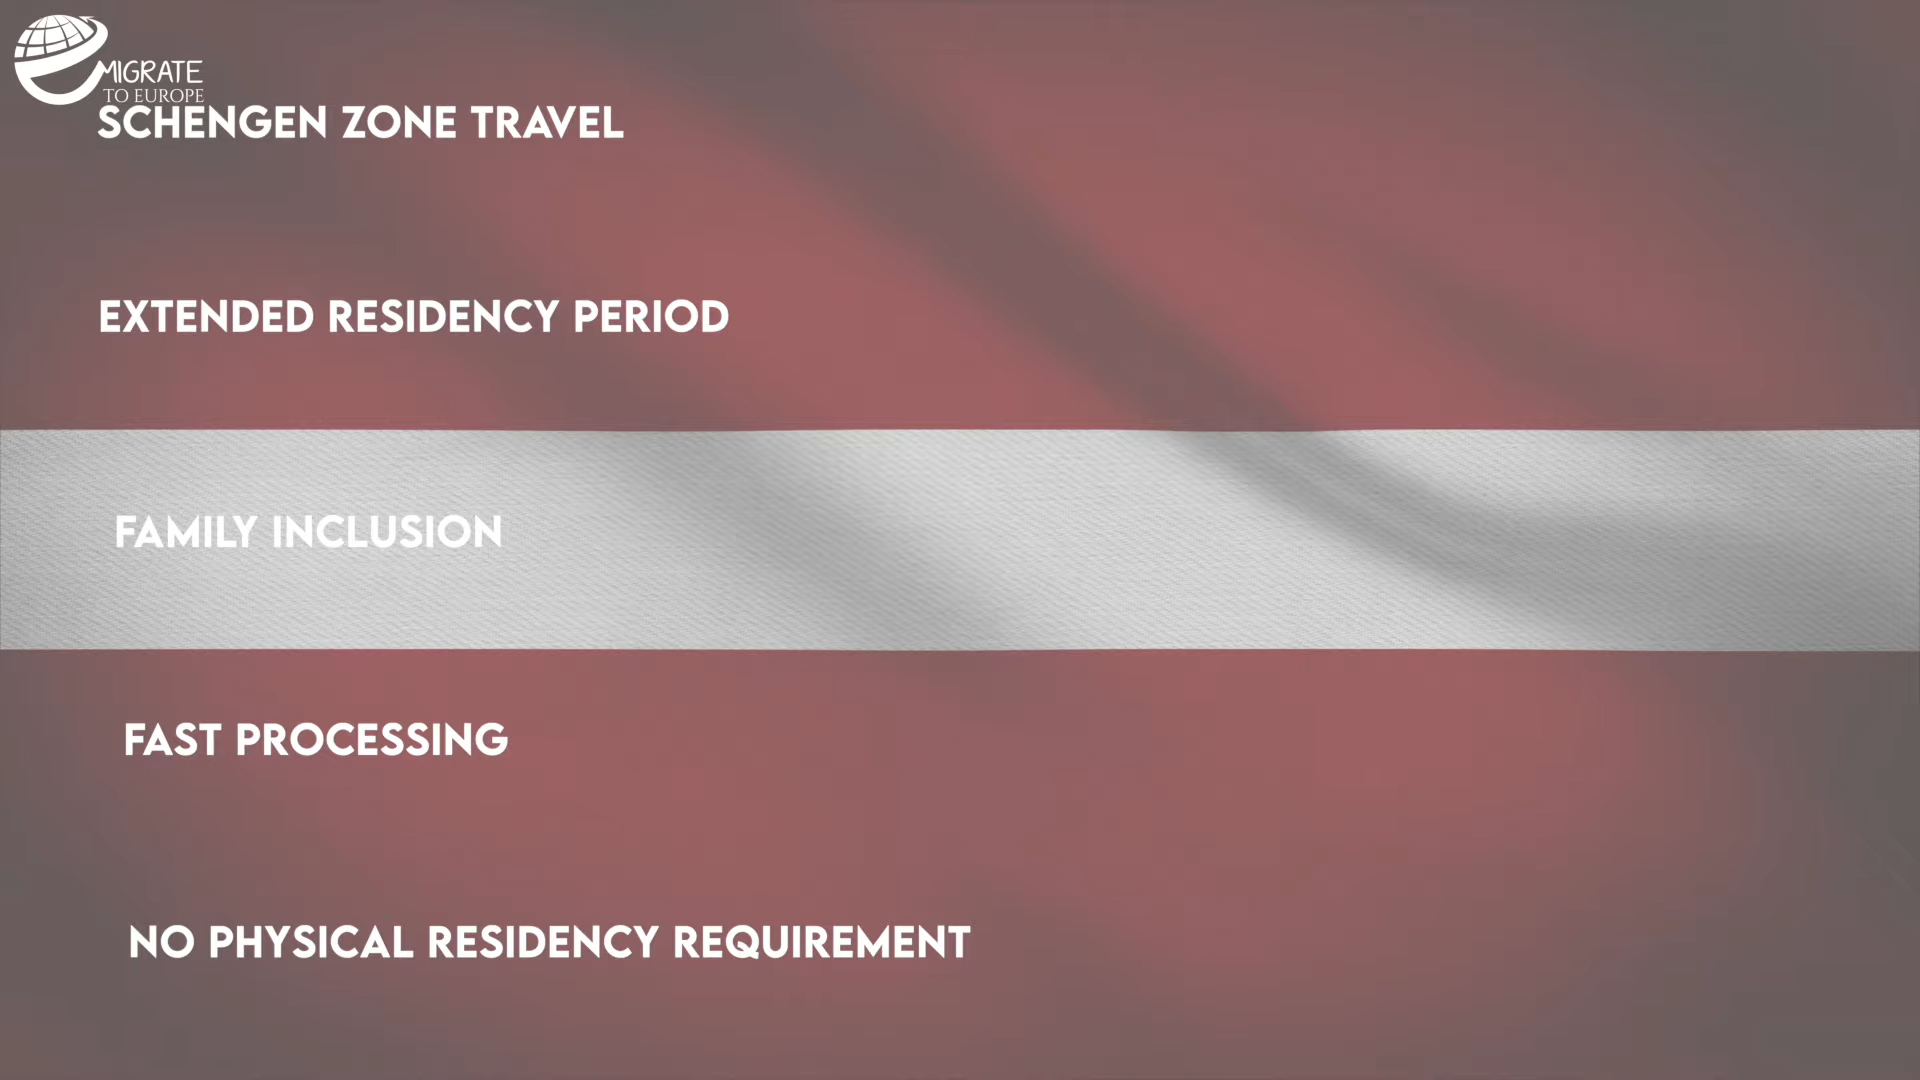 MIGRATE
TO EUROPE
SCHENGEN ZONE TRAVEL
EXTENDED RESIDENCY PERIOD
FAMILY INCLUSION
FAST PROCESSING
NO PHYSICAL RESIDENCY REQUIREMENT